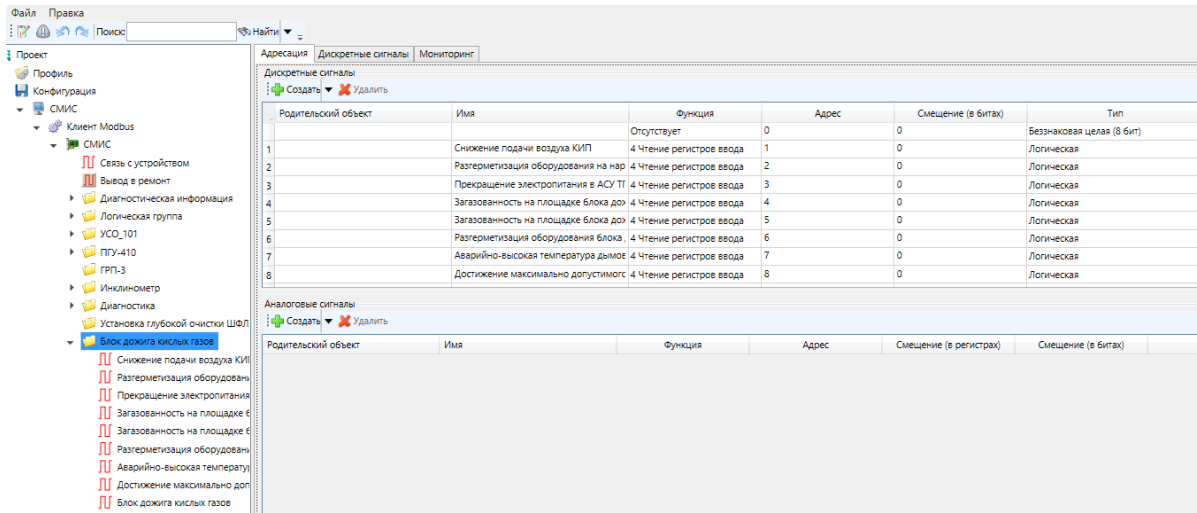 Файл Правка
Поиск: Найти
Проект
Профиль
Конфигурация
СМИС
Клиент Modbus
СМИС
Связь с устройством
Вывод в ремонт
Диагностическая информация
Логическая группа
УСО_101
ПГУ-410
ГРП-3
Инклинометр
Диагностика
Установка глубокой очистки ШФЛ
Блок дожига кислых газов
Снижение подачи воздуха КИП
Разгерметизация оборудовани
Прекращение электропитания
Загазованность на площадке б
Загазованность на площадке б
Разгерметизация оборудовани
Аварийно-высокая температур
Достижение максимально доп
Блок дожига кислых газов
Адресация Дискретные сигналы Мониторинг
Дискретные сигналы
Создать Удалить
Родительский объект Имя Функция Адрес Смещение (в битах) Тип
Отсутствует 0 0 Беззнаковая целая (8 бит)
1 Снижение подачи воздуха КИП 4 Чтение регистров ввода 1 0 Логическая
2 Разгерметизация оборудования на нар 4 Чтение регистров ввода 2 0 Логическая
3 Прекращение электропитания в АСУ ТГ 4 Чтение регистров ввода 3 0 Логическая
4 Загазованность на площадке блока дож 4 Чтение регистров ввода 4 0 Логическая
5 Загазованность на площадке блока дож 4 Чтение регистров ввода 5 0 Логическая
6 Разгерметизация оборудования блока 4 Чтение регистров ввода 6 0 Логическая
7 Аварийно-высокая температура дымов 4 Чтение регистров ввода 7 0 Логическая
8 Достижение максимально допустимого 4 Чтение регистров ввода 8 0 Логическая
Аналоговые сигналы
Создать Удалить
Родительский объект Имя Функция Адрес Смещение (в регистрах) Смещение (в битах)